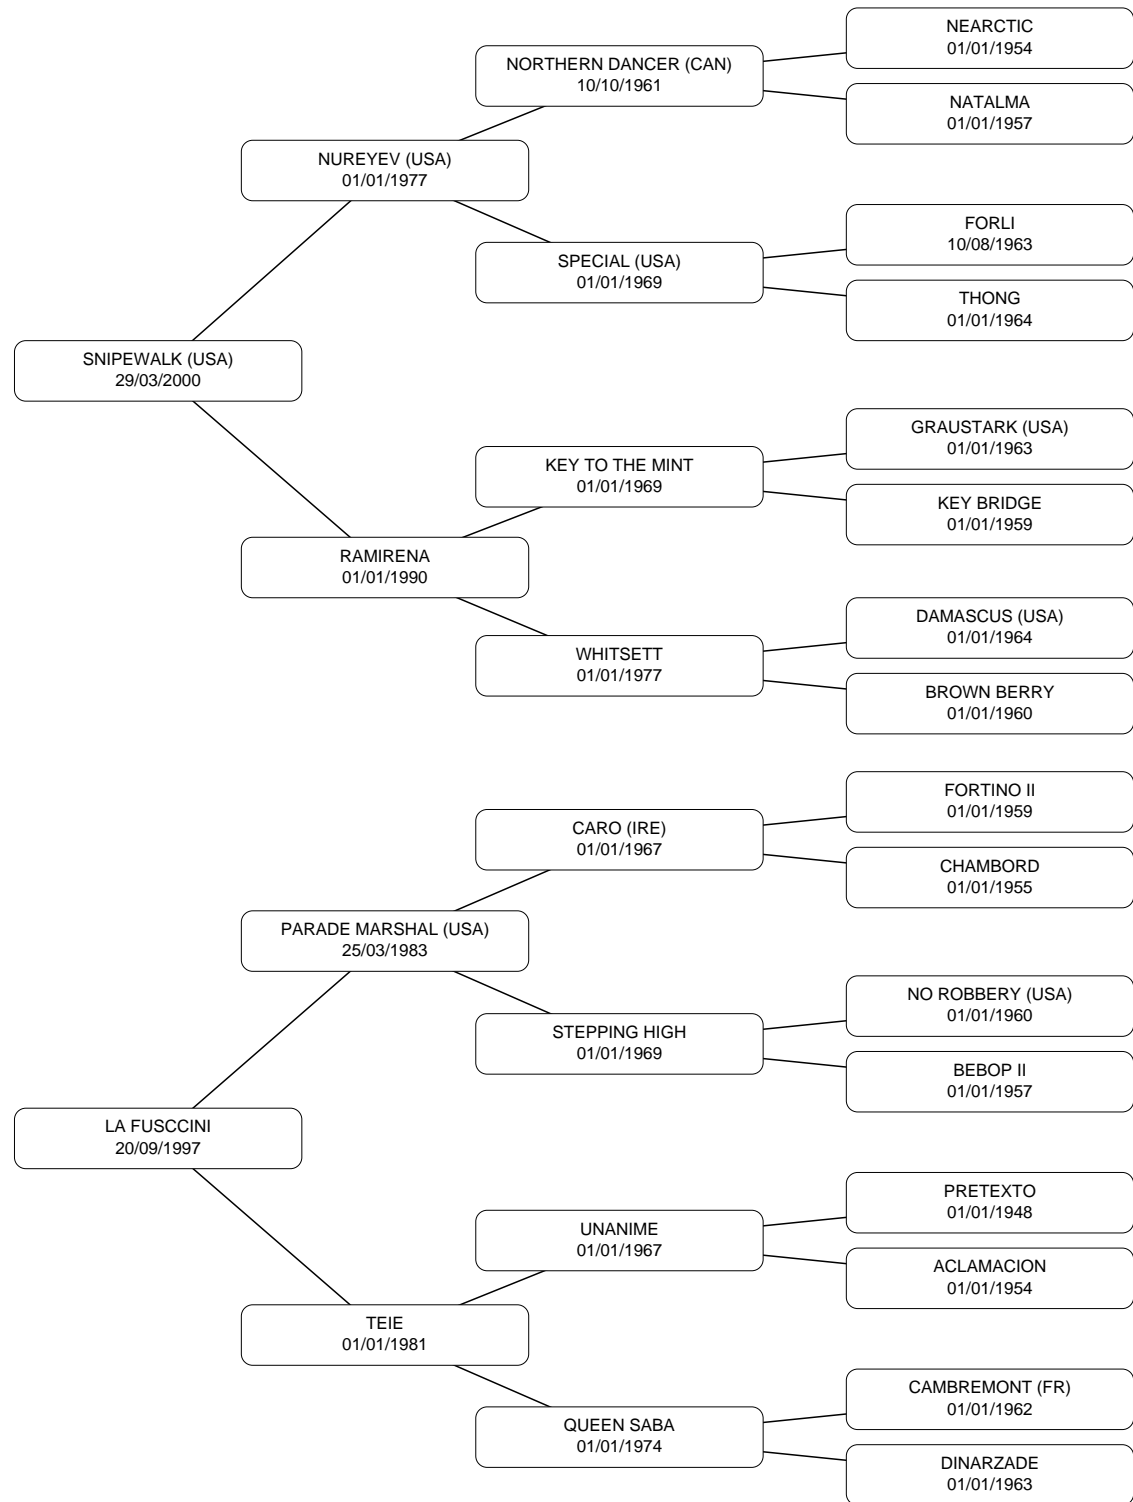 NEARCTIC
01/01/1954
NORTHERN DANCER (CAN)
10/10/1961
NATALMA
01/01/1957
NUREYEV (USA)
01/01/1977
FORLI
10/08/1963
SPECIAL (USA)
01/01/1969
THONG
01/01/1964
SNIPEWALK (USA)
29/03/2000
GRAUSTARK (USA)
01/01/1963
KEY TO THE MINT
01/01/1969
KEY BRIDGE
01/01/1959
RAMIRENA
01/01/1990
DAMASCUS (USA)
01/01/1964
WHITSETT
01/01/1977
BROWN BERRY
01/01/1960
FORTINO II
01/01/1959
CARO (IRE)
01/01/1967
CHAMBORD
01/01/1955
PARADE MARSHAL (USA)
25/03/1983
NO ROBBERY (USA)
01/01/1960
STEPPING HIGH
01/01/1969
BEBOP II
01/01/1957
LA FUSCCINI
20/09/1997
PRETEXTO
01/01/1948
UNANIME
01/01/1967
ACLAMACION
01/01/1954
TEIE
01/01/1981
CAMBREMONT (FR)
01/01/1962
QUEEN SABA
01/01/1974
DINARZADE
01/01/1963